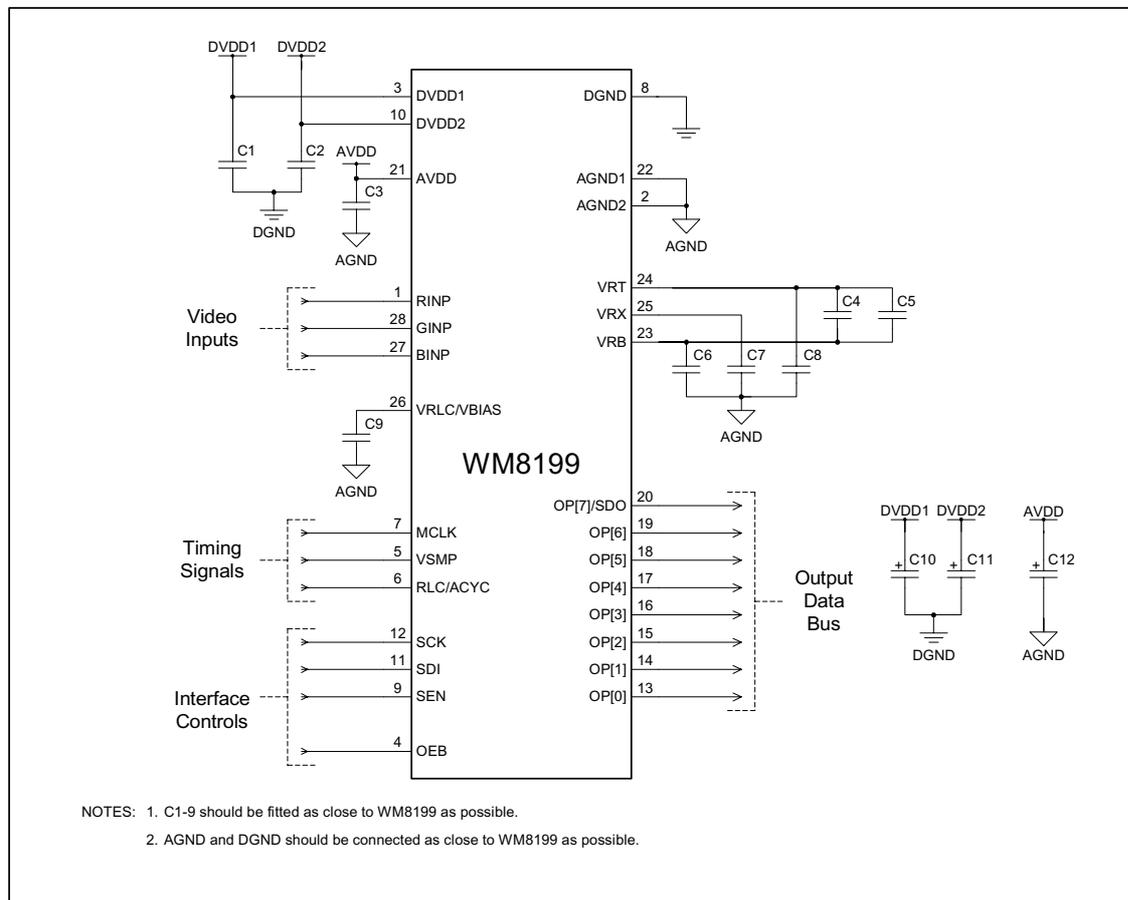 DVDD1 DVDD2
3 DVDD1
10 DVDD2
C1 C2
AVDD
21 AVDD
C3
DGND
AGND
DGND 8
AGND1 22
AGND2 2
AGND
Video
Inputs
1 RINP
28 GINP
27 BINP
VRT 24
VRX 25
VRB 23
C4 C5
C6 C7 C8
AGND
26 VRLC/VBIAS
C9
AGND
WM8199
Timing
Signals
7 MCLK
5 VSMP
6 RLC/ACYC
Interface
Controls
12 SCK
11 SDI
9 SEN
4 OEB
OP[7]/SDO 20
OP[6] 19
OP[5] 18
OP[4] 17
OP[3] 16
OP[2] 15
OP[1] 14
OP[0] 13
Output
Data
Bus
DVDD1 DVDD2
+ C10 + C11
DGND
AVDD
+ C12
AGND
NOTES: 1. C1-9 should be fitted as close to WM8199 as possible.
2. AGND and DGND should be connected as close to WM8199 as possible.